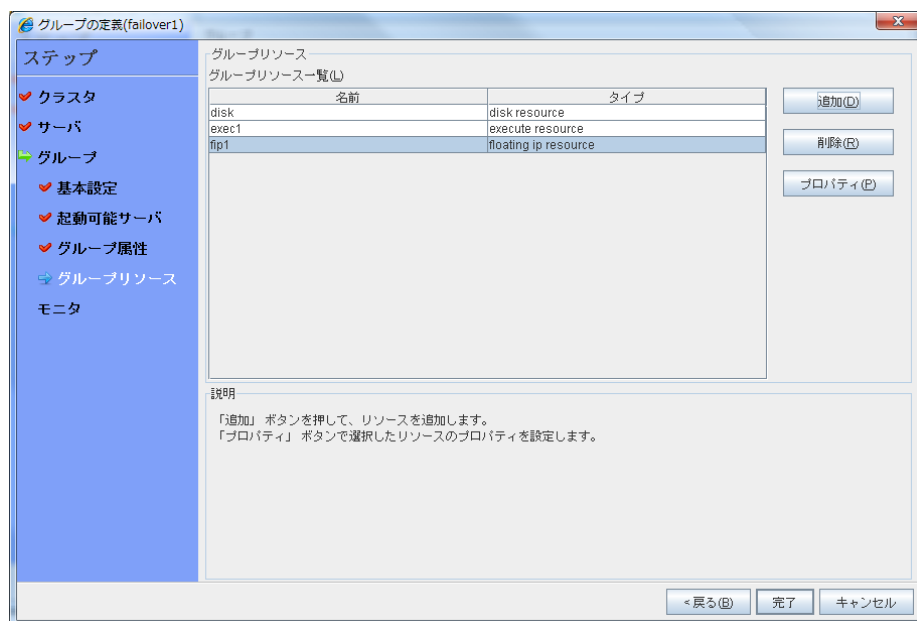 グループの定義(failover1)
ステップ
クラスタ
サーバ
グループ
基本設定
起動可能サーバ
グループ属性
グループリソース
モニタ
グループリソース
グループリソース一覧(L)
名前 タイプ
disk disk resource
exec1 execute resource
fip1 floating ip resource
追加(D)
削除(R)
プロパティ(P)
説明
「追加」 ボタンを押して、リソースを追加します。
「プロパティ」 ボタンで選択したリソースのプロパティを設定します。
<戻る(B) 完了 キャンセル